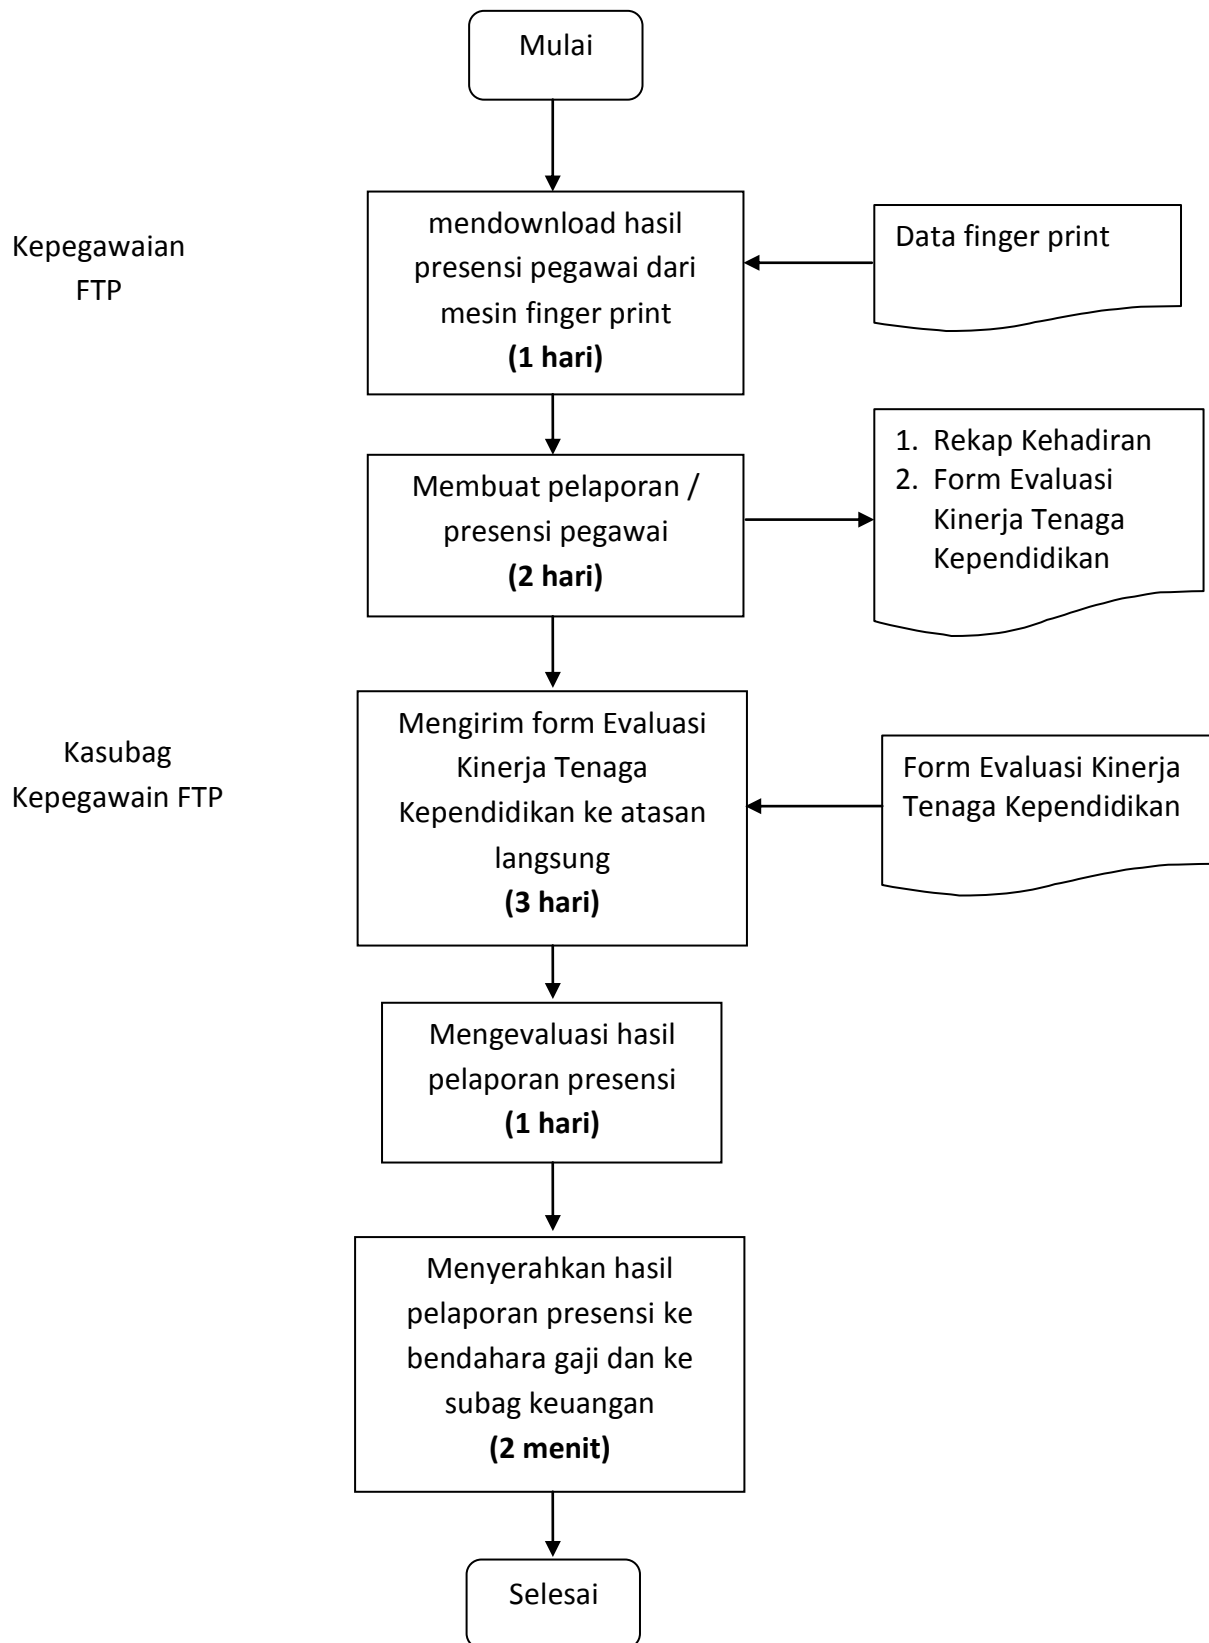 Mulai
Kepegawaian
FTP
mendownload hasil
presensi pegawai dari
mesin finger print
(1 hari)
Data finger print
Membuat pelaporan /
presensi pegawai
(2 hari)
1. Rekap Kehadiran
2. Form Evaluasi
Kinerja Tenaga
Kependidikan
Kasubag
Kepegawain FTP
Mengirim form Evaluasi
Kinerja Tenaga
Kependidikan ke atasan
langsung
(3 hari)
Form Evaluasi Kinerja
Tenaga Kependidikan
Mengevaluasi hasil
pelaporan presensi
(1 hari)
Menyerahkan hasil
pelaporan presensi ke
bendahara gaji dan ke
subag keuangan
(2 menit)
Selesai